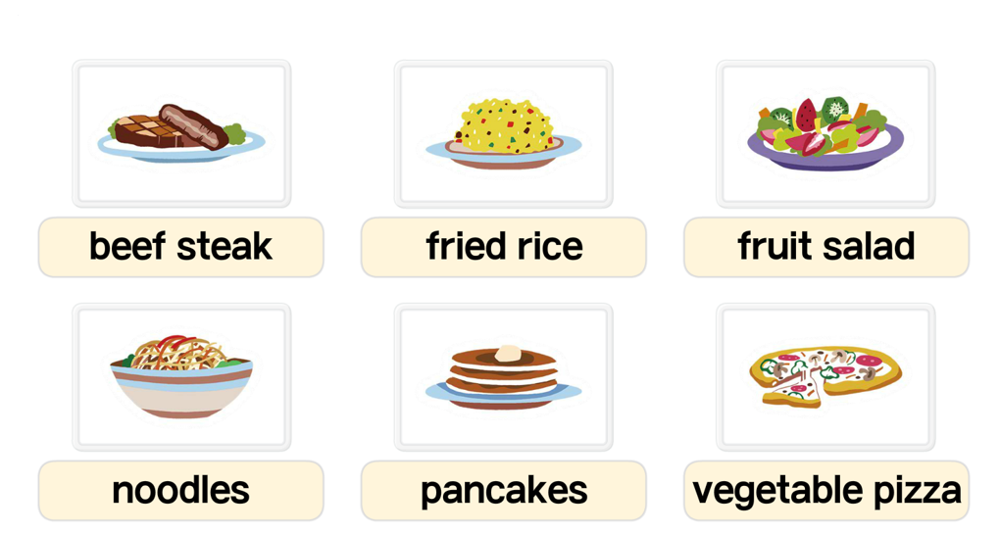 beef steak
fried rice
fruit salad
noodles
pancakes
vegetable pizza